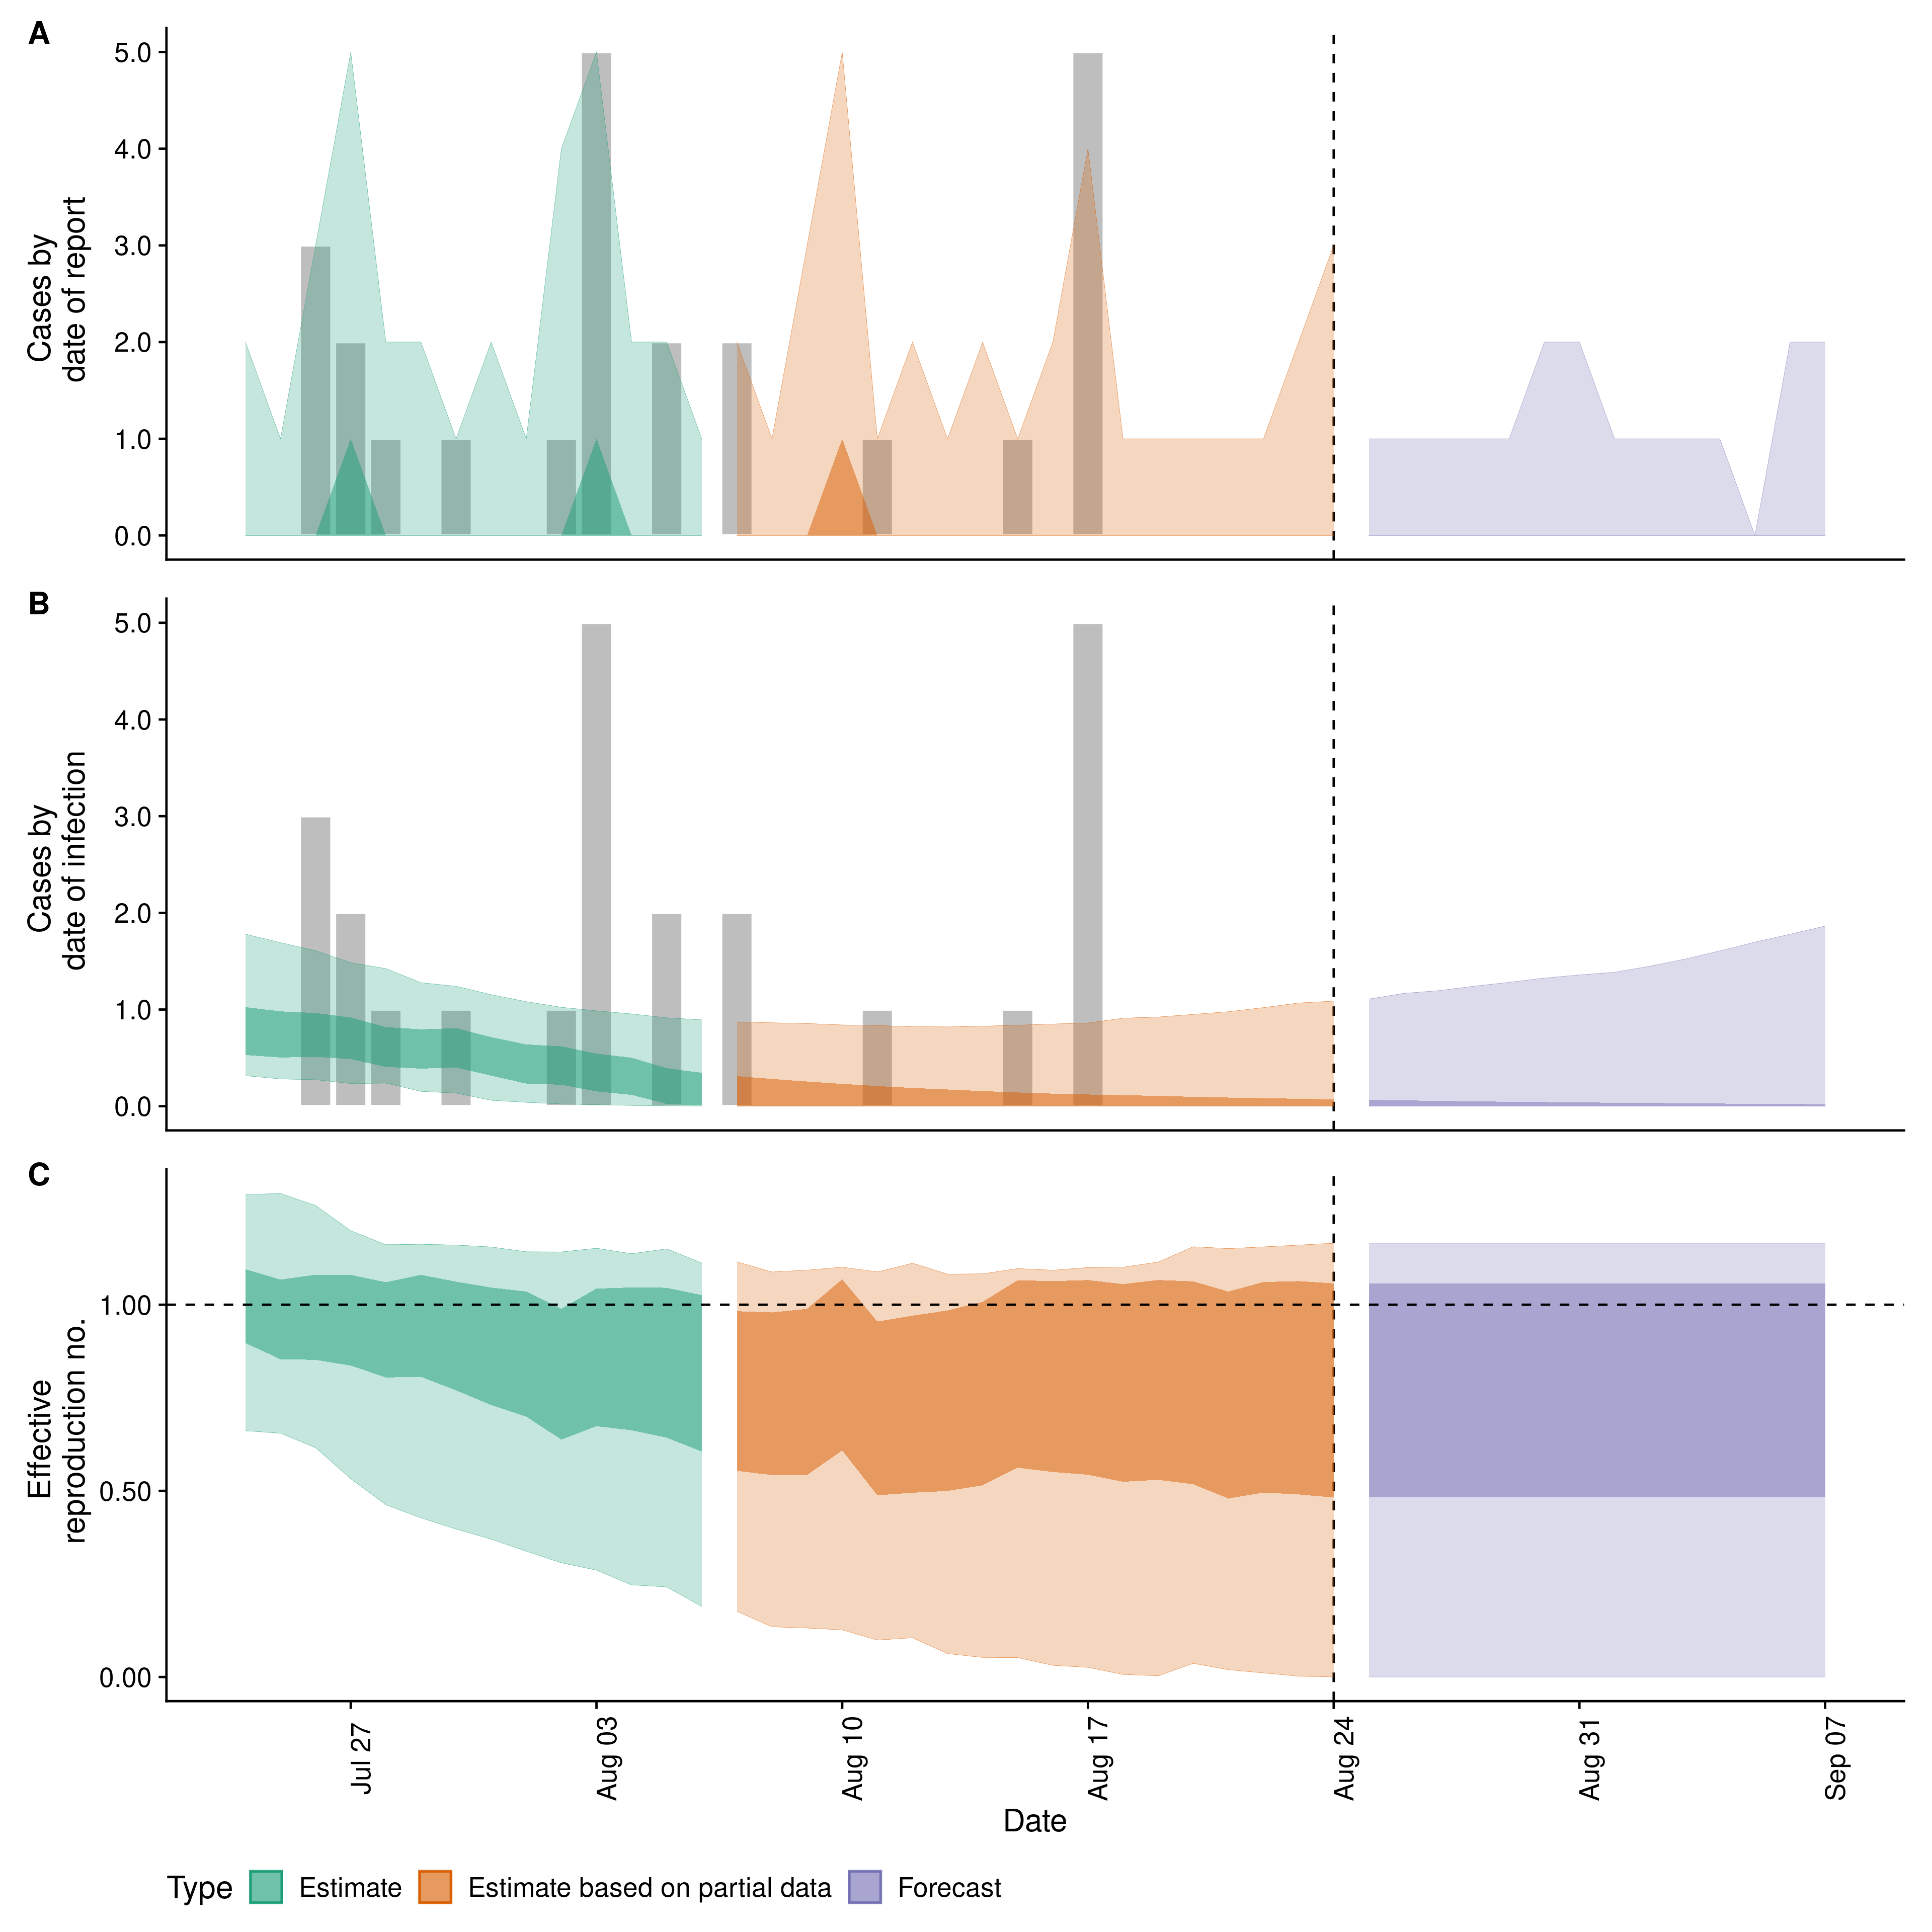 A
5.0
4.0
3.0
2.0
1.0
0.0
Cases by
date of report
B
5.0
4.0
3.0
2.0
1.0
0.0
Cases by
date of infection
C
1.00
0.50
0.00
Effective
reproduction no.
Jul 27
Aug 03
Aug 10
Aug 17
Aug 24
Aug 31
Sep 07
Date
Type Estimate Estimate based on partial data Forecast